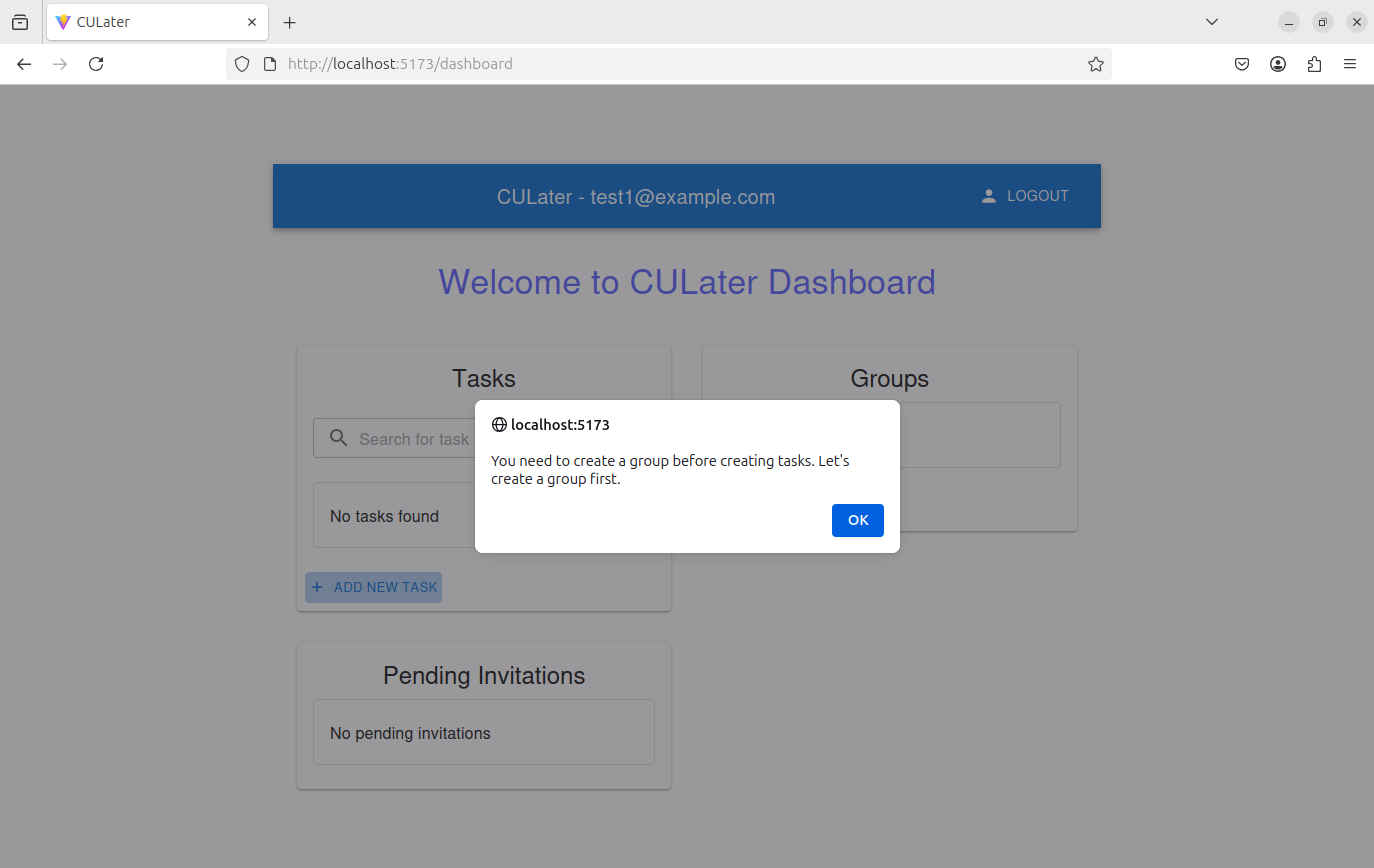 CULater
http://localhost:5173/dashboard
CULater - test1@example.com
LOGOUT
Welcome to CULater Dashboard
Tasks
Search for task
No tasks found
ADD NEW TASK
Groups
localhost:5173
You need to create a group before creating tasks. Let's
create a group first.
OK
Pending Invitations
No pending invitations